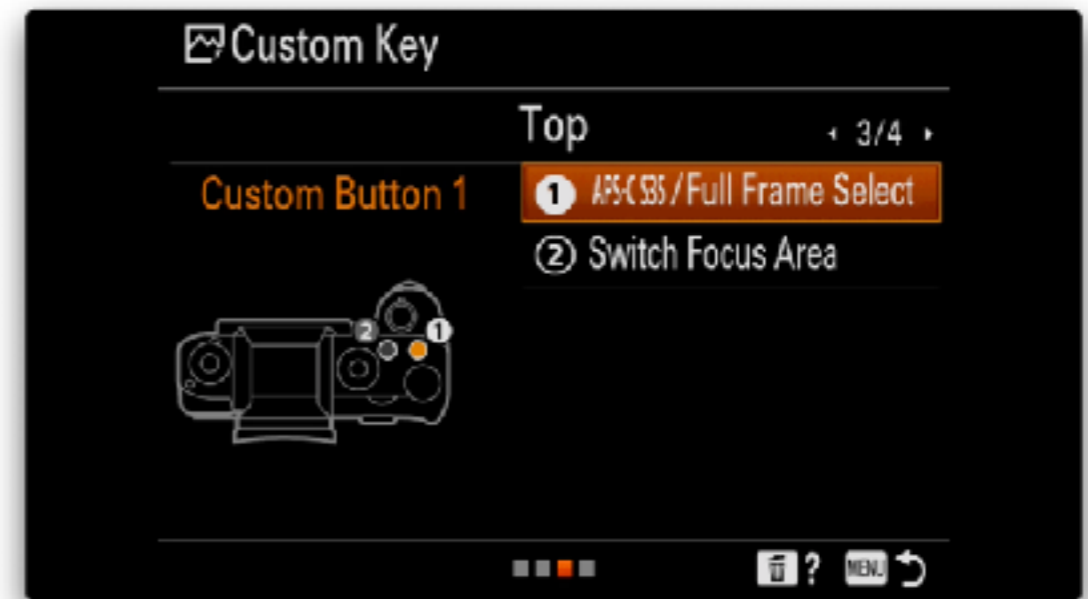 Custom Key
Top
3/4
Custom Button 1
1 APS-C S35 / Full Frame Select
2 Switch Focus Area
2 1
? MENU